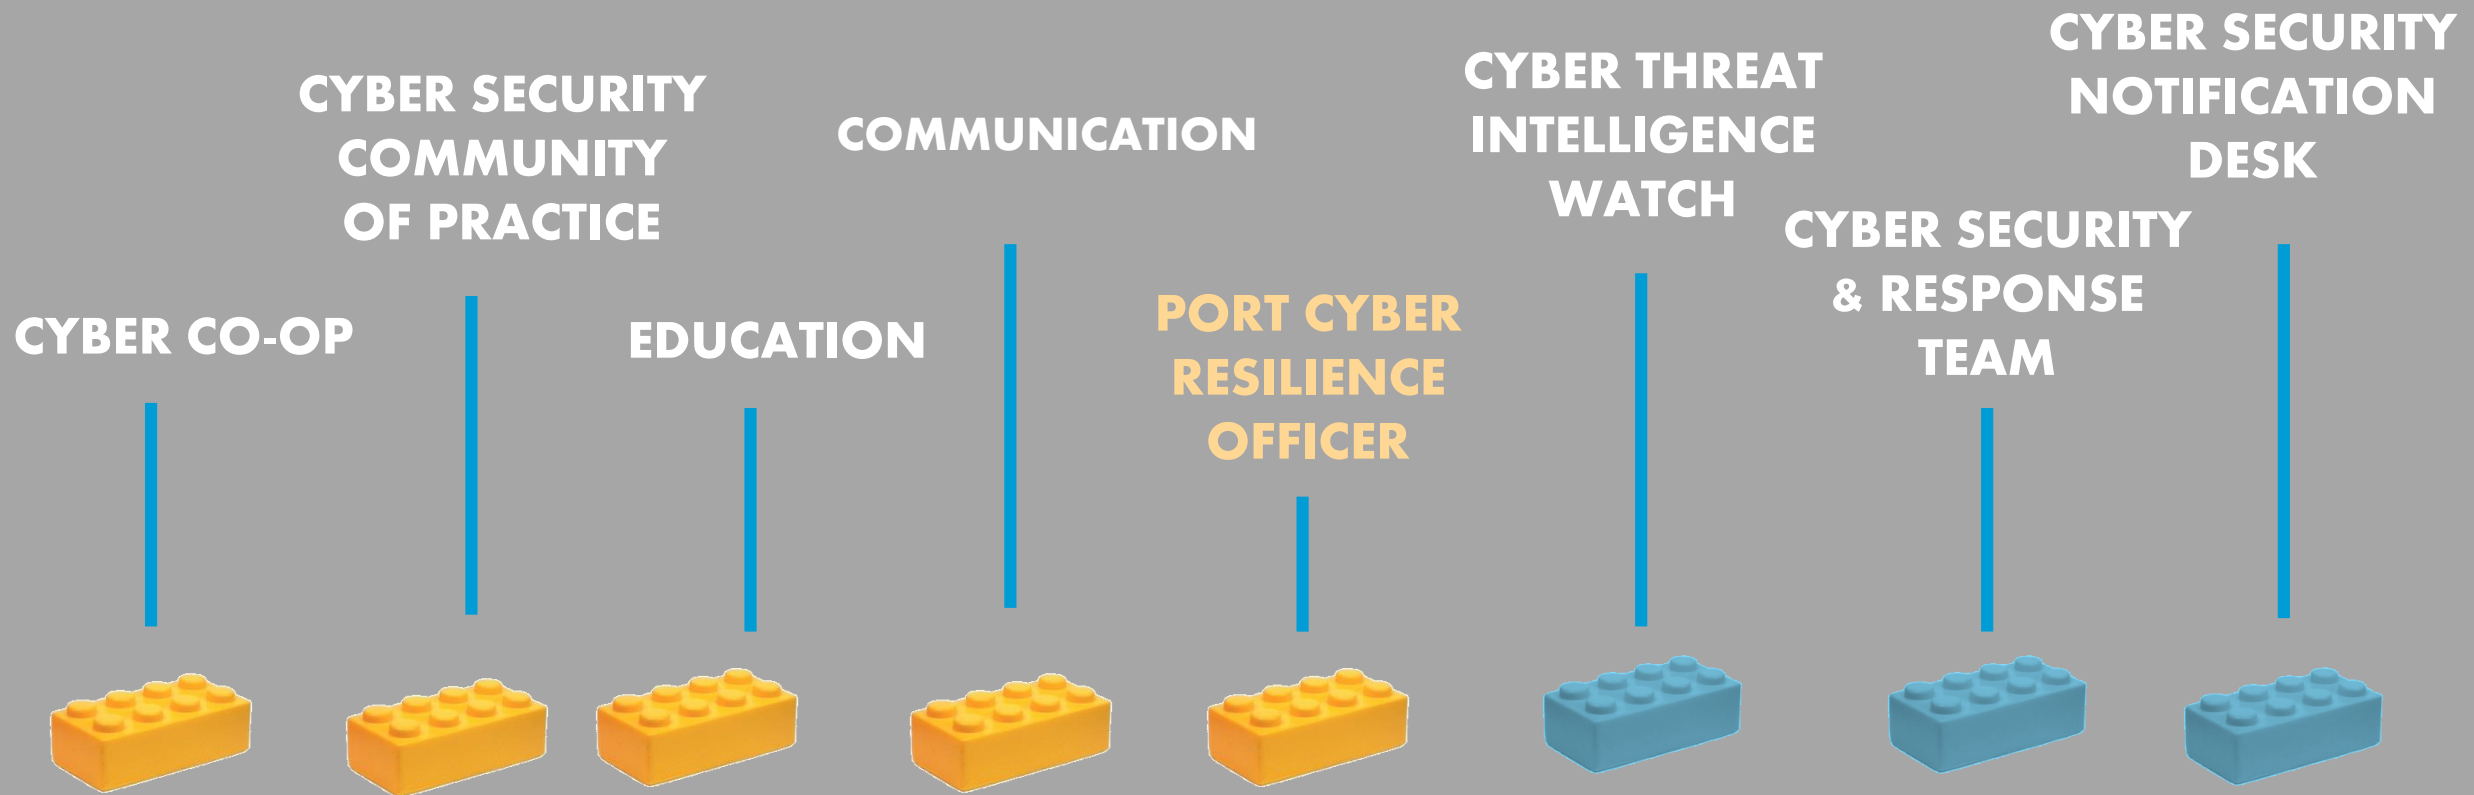 CYBER CO-OP
CYBER SECURITY
COMMUNITY
OF PRACTICE
EDUCATION
COMMUNICATION
PORT CYBER
RESILIENCE
OFFICER
CYBER THREAT
INTELLIGENCE
WATCH
CYBER SECURITY
& RESPONSE
TEAM
CYBER SECURITY
NOTIFICATION
DESK